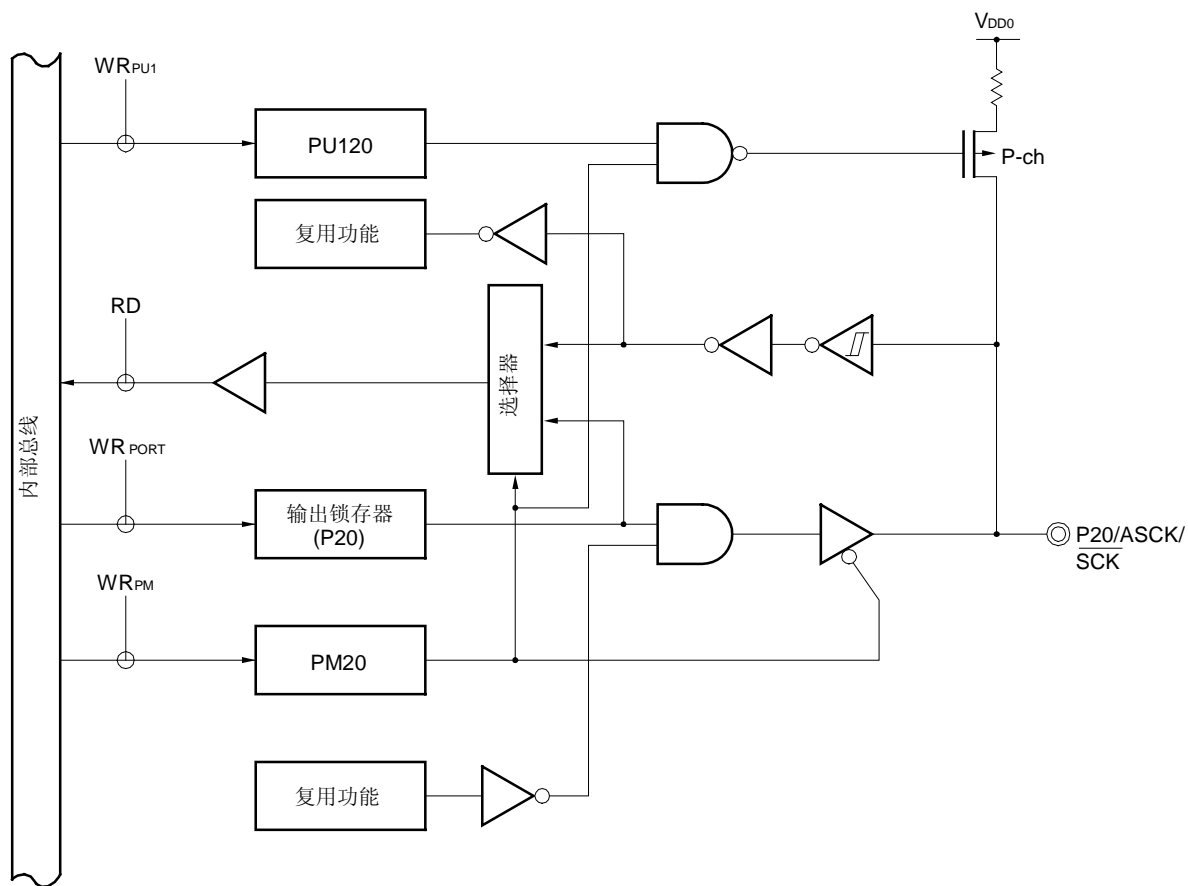 VDD0
WRPU1
PU120
P-ch
复用功能
RD
选择器
内部总线
WRPORT
输出锁存器
(P20)
P20/ASCK/
SCK
WRPM
PM20
复用功能